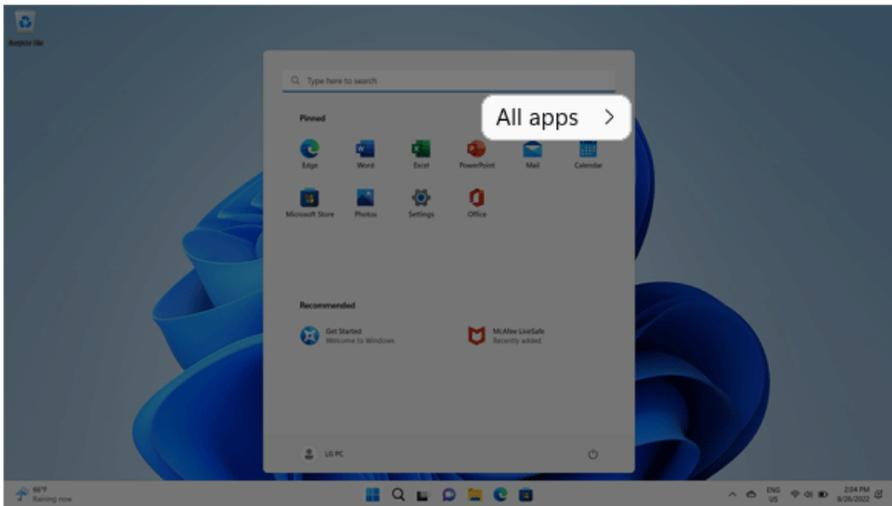 Recycle Bin
Type here to search
Pinned
All apps >
Edge
Word
Excel
PowerPoint
Mail
Calendar
Microsoft Store
Photos
Settings
Office
Recommended
Get Started
Welcome to Windows
McAfee LiveSafe
Recently added
LG PC
66°F
Raining now
ENG
US
2:04 PM
8/26/2022